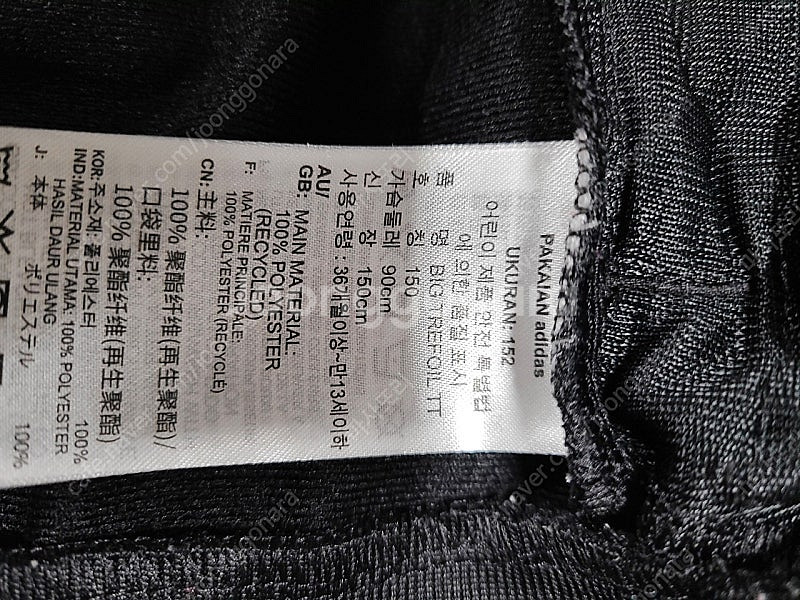 PAKAIAN adidas
UKURAN: 152
어린이 제품 안전 특별법
에 의한 품질 표시
품 명 BIG TREFOIL TT
호 칭 150
가슴둘레 90cm
신 장 150cm
사용연령 : 36개월이상~만13세이하
AU/
GB: MAIN MATERIAL:
100% POLYESTER
(RECYCLED)
F: MATIERE PRINCIPALE:
100% POLYESTER (RECYCLÉ)
CN: 主料:
100% 聚酯纤维(再生聚酯)/
口袋里料:
100% 聚酯纤维(再生聚酯)
KOR: 주소재: 폴리에스터 100%
IND: MATERIAL UTAMA: 100% POLYESTER
HASIL DAUR ULANG
J: 本体 ポリエステル 100%
joonggonara